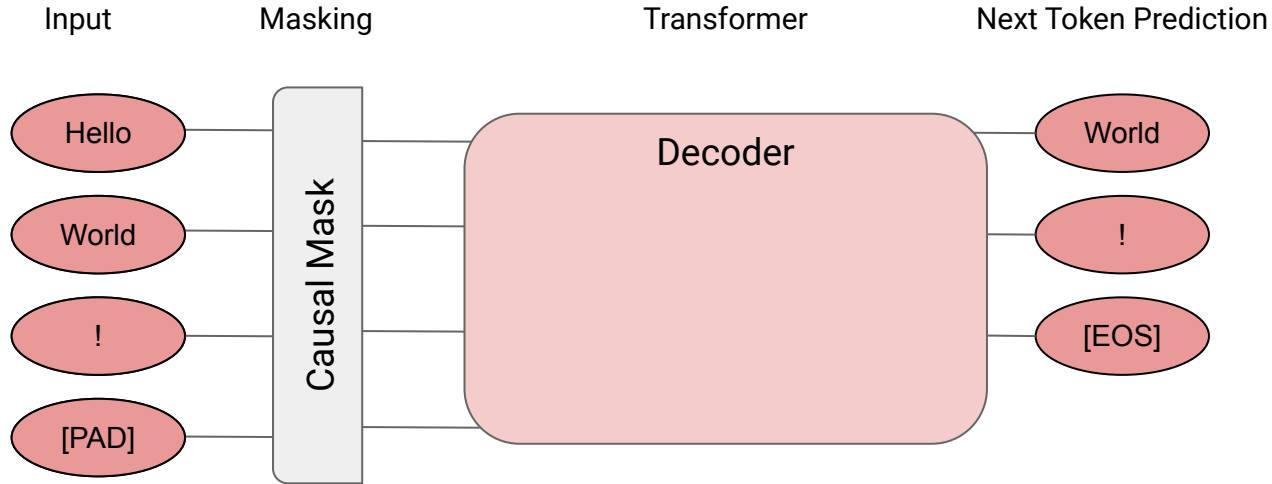 Input
Masking
Transformer
Next Token Prediction
Hello
World
!
[PAD]
Causal Mask
Decoder
World
!
[EOS]